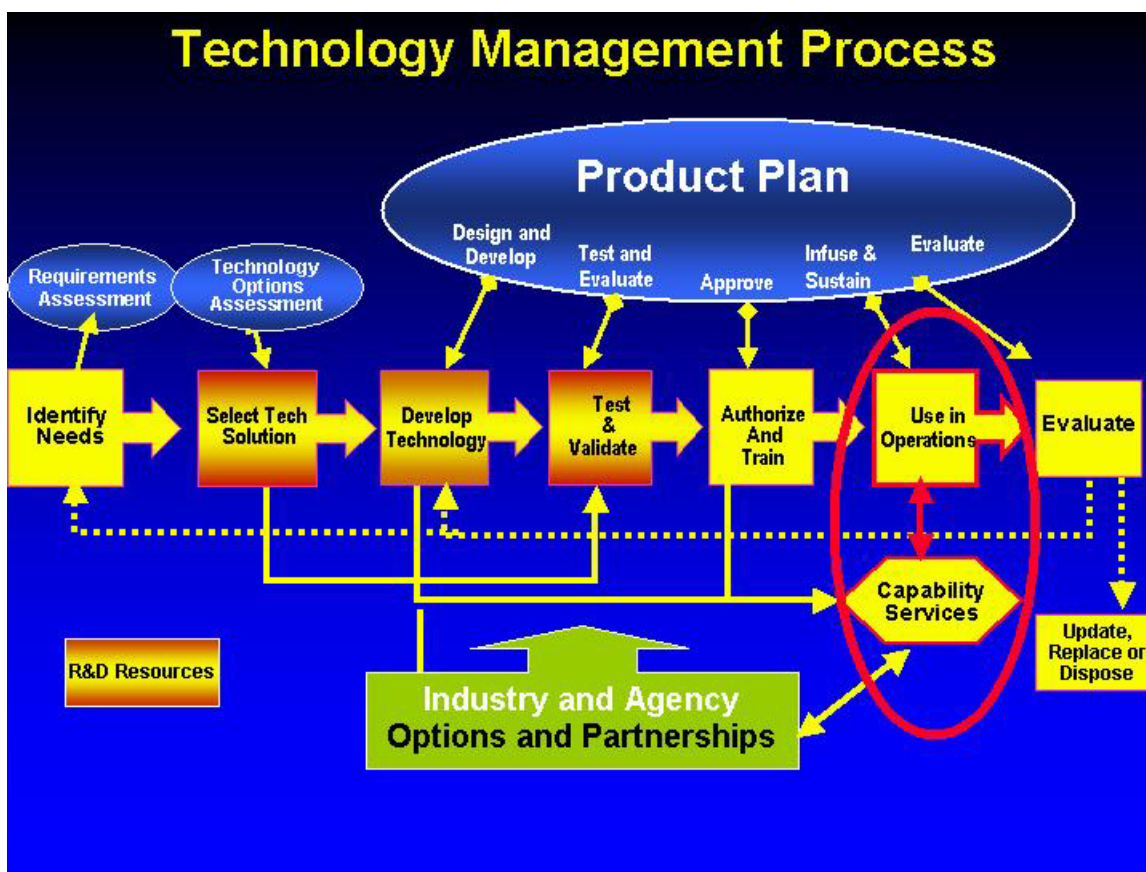 Technology Management Process
Product Plan
Design and
Develop
Test and
Evaluate
Approve
Infuse &
Sustain
Evaluate
Requirements
Assessment
Technology
Options
Assessment
Identify
Needs
Select Tech
Solution
Develop
Technology
Test
&
Validate
Authorize
And
Train
Use in
Operations
Evaluate
Capability
Services
Update,
Replace or
Dispose
R&D Resources
Industry and Agency
Options and Partnerships